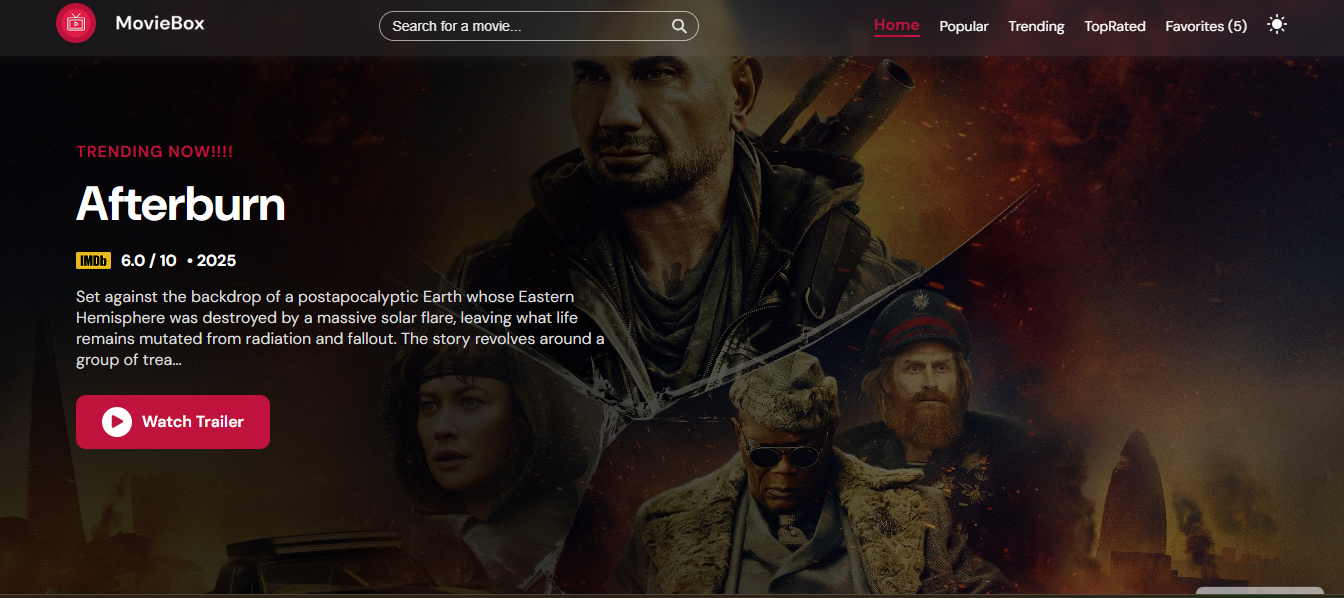 MovieBox
Search for a movie...
Home
Popular
Trending
TopRated
Favorites (5)
TRENDING NOW!!!!
Afterburn
IMDb 6.0 / 10 • 2025
Set against the backdrop of a postapocalyptic Earth whose Eastern
Hemisphere was destroyed by a massive solar flare, leaving what life
remains mutated from radiation and fallout. The story revolves around a
group of trea...
Watch Trailer